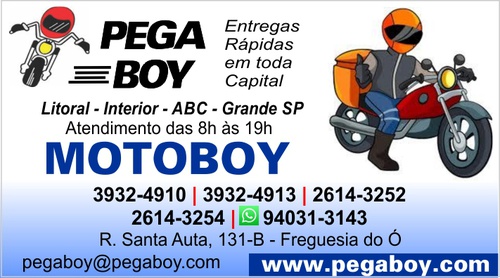 PEGA
BOY
Entregas
Rápidas
em toda
Capital
Litoral - Interior - ABC - Grande SP
Atendimento das 8h às 19h
MOTOBOY
3932-4910 | 3932-4913 | 2614-3252
2614-3254 | 94031-3143
R. Santa Auta, 131-B - Freguesia do Ó
pegaboy@pegaboy.com
www.pegaboy.com